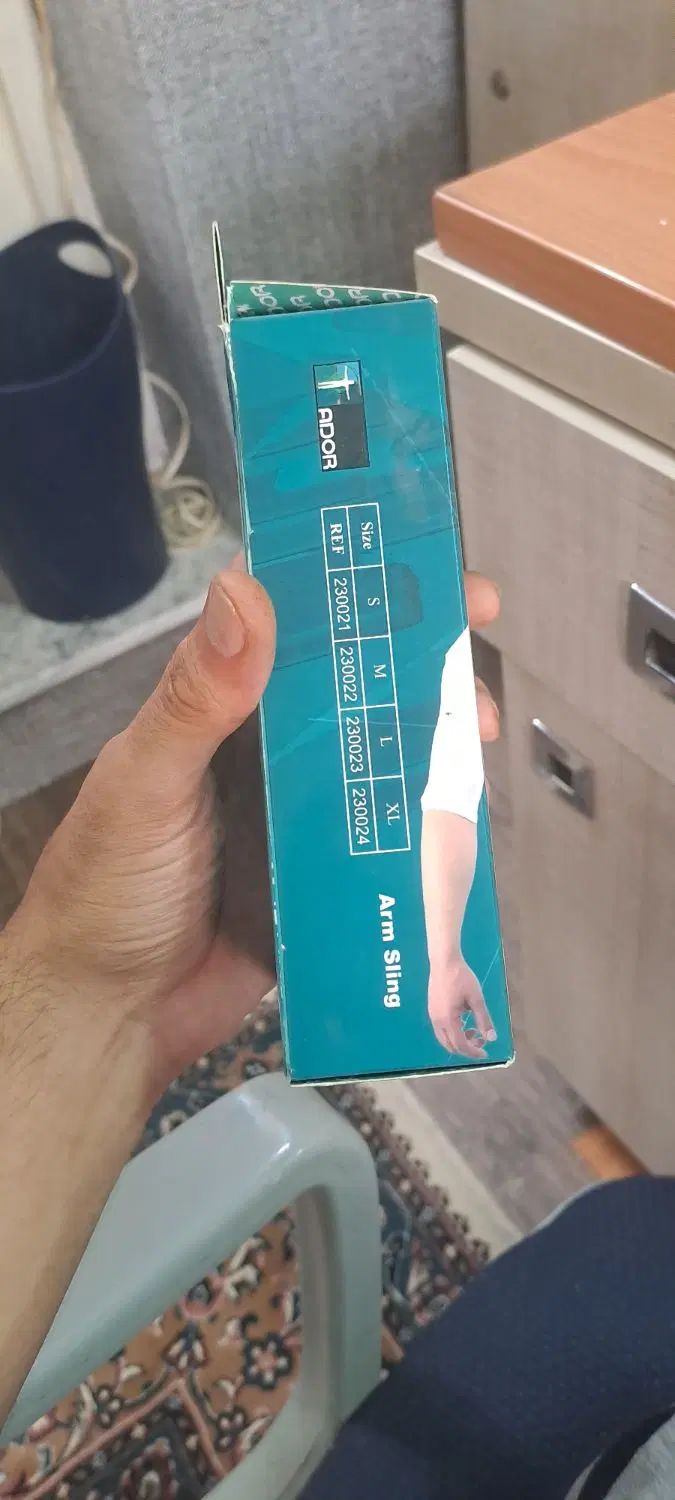 ADOR
Size S M L XL
REF 230021 230022 230023 230024
Arm Sling